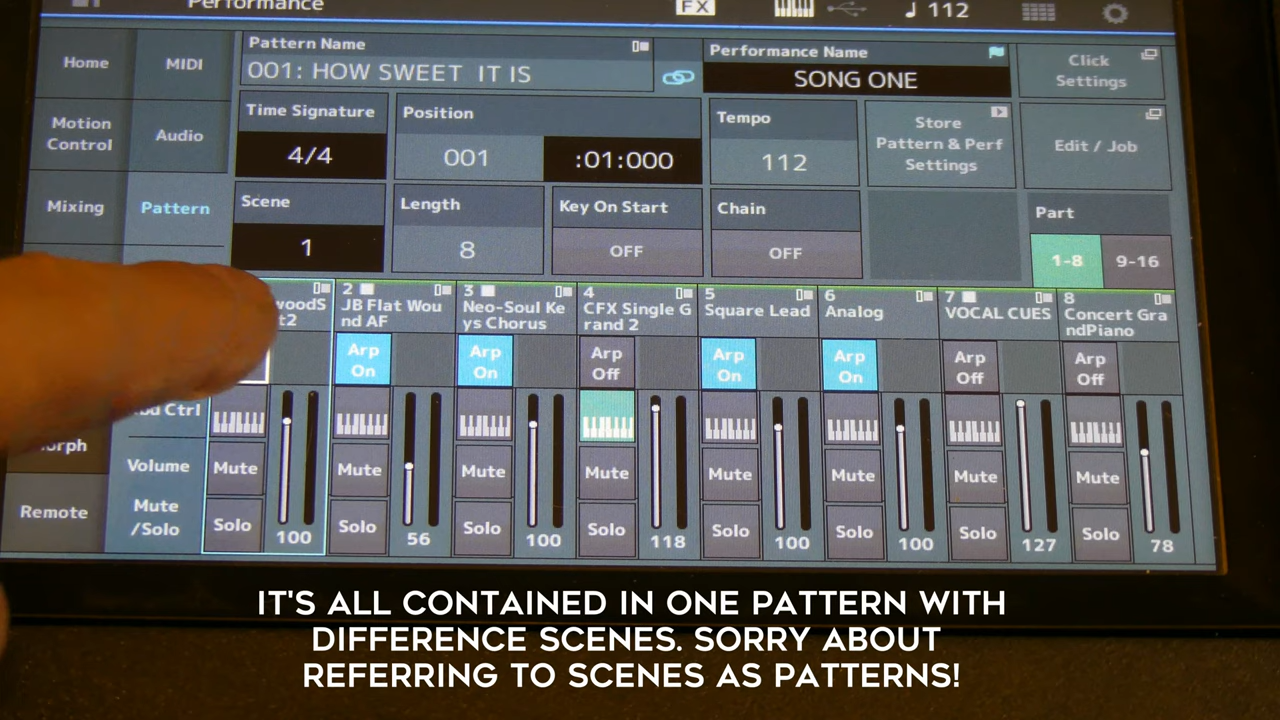 Performance
FX
112
Home
MIDI
Pattern Name
001: HOW SWEET IT IS
Performance Name
SONG ONE
Click
Settings
Motion
Control
Audio
Time Signature
4/4
Position
001
:01:000
Tempo
112
Store
Pattern & Perf
Settings
Edit / Job
Mixing
Pattern
Scene
1
Length
8
Key On Start
OFF
Chain
OFF
Part
1-8
9-16
2
JB Flat Wou
nd AF
3
Neo-Soul Ke
ys Chorus
4
CFX Single G
rand 2
5
Square Lead
6
Analog
7
VOCAL CUES
8
Concert Gra
ndPiano
Arp
On
Arp
On
Arp
Off
Arp
On
Arp
On
Arp
Off
Arp
Off
Ctrl
Volume
Mute
/Solo
Remote
Mute
Mute
Mute
Mute
Mute
Mute
Mute
Mute
Solo
Solo
Solo
Solo
Solo
Solo
Solo
Solo
100
56
100
118
100
100
127
78
IT'S ALL CONTAINED IN ONE PATTERN WITH
DIFFERENCE SCENES. SORRY ABOUT
REFERRING TO SCENES AS PATTERNS!